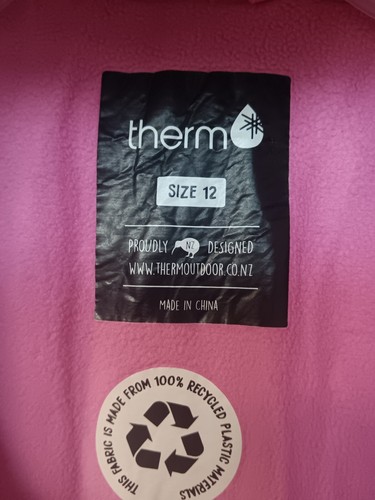 therm
SIZE 12
PROUDLY NZ DESIGNED
WWW.THERMOUTDOOR.CO.NZ
MADE IN CHINA
THIS FABRIC IS MADE FROM 100% RECYCLED PLASTIC MATERIALS